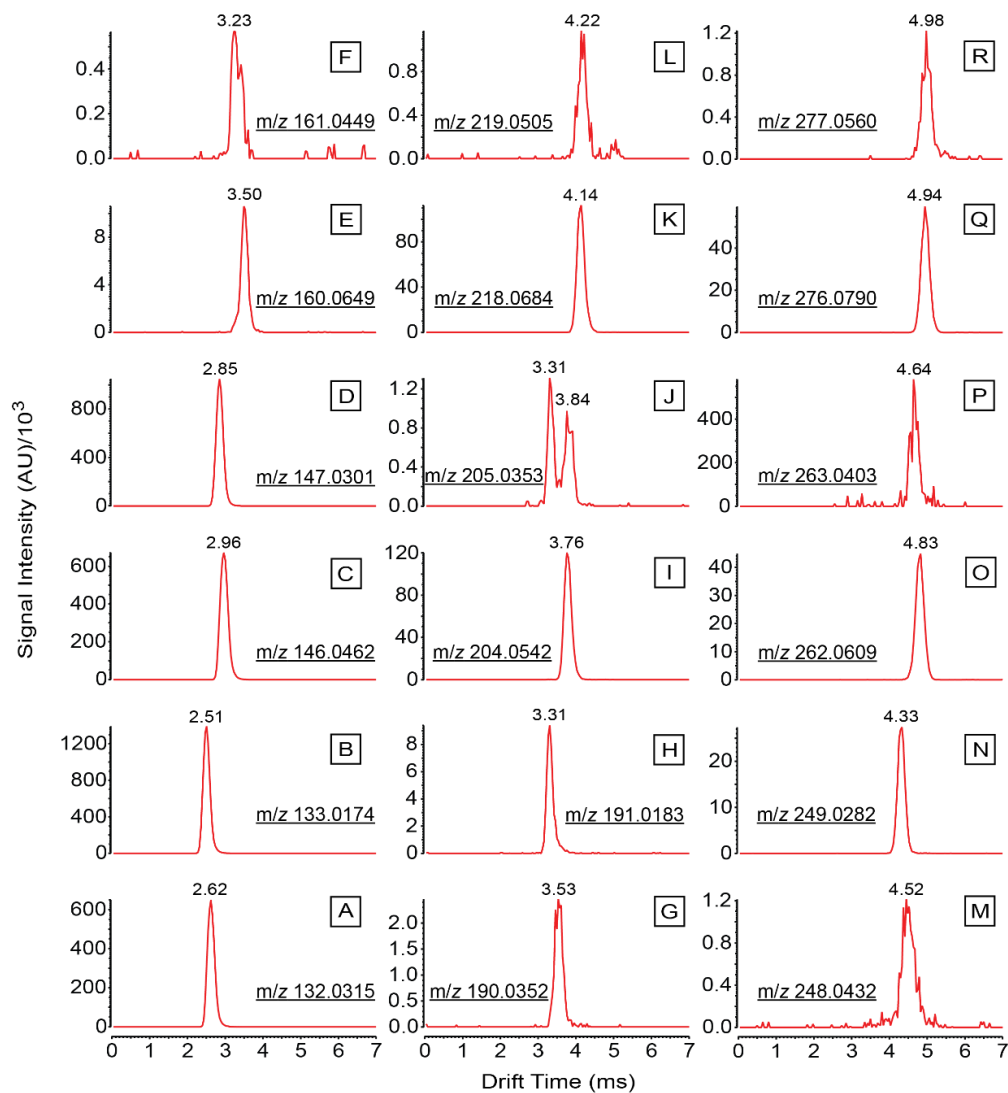 Signal Intensity (AU)/10³
3.23
F
m/z 161.0449
0.4
0.2
0.0
4.22
L
m/z 219.0505
0.8
0.4
0.0
4.98
R
m/z 277.0560
1.2
0.8
0.4
0.0
3.50
E
m/z 160.0649
8
4
0
4.14
K
m/z 218.0684
80
40
0
4.94
Q
m/z 276.0790
40
20
0
2.85
D
m/z 147.0301
800
400
0
3.31
3.84
J
m/z 205.0353
1.2
0.8
0.4
0.0
4.64
P
m/z 263.0403
400
200
0
2.96
C
m/z 146.0462
600
400
200
0
3.76
I
m/z 204.0542
120
80
40
0
4.83
O
m/z 262.0609
40
30
20
10
0
2.51
B
m/z 133.0174
1200
800
400
0
3.31
H
m/z 191.0183
8
6
4
2
0
4.33
N
m/z 249.0282
20
10
0
2.62
A
m/z 132.0315
600
400
200
0
3.53
G
m/z 190.0352
2.0
1.5
1.0
0.5
0.0
4.52
M
m/z 248.0432
1.2
0.8
0.4
0.0
0 1 2 3 4 5 6 7
0 1 2 3 4 5 6 7
0 1 2 3 4 5 6 7
Drift Time (ms)